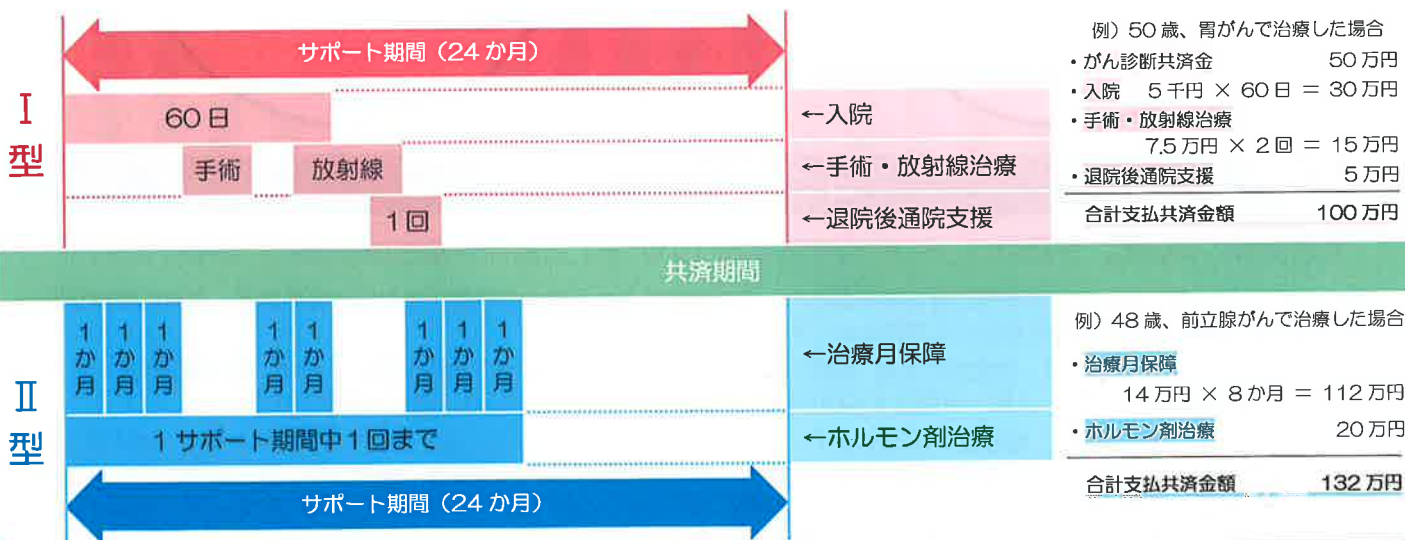 サポート期間(24か月)
I型
60日
←入院
手術
放射線
←手術・放射線治療
1回
←退院後通院支援
例)50歳、胃がんで治療した場合
・がん診断共済金 50万円
・入院 5千円 × 60日 = 30万円
・手術・放射線治療
7.5万円 × 2回 = 15万円
・退院後通院支援 5万円
合計支払共済金額 100万円
共済期間
II型
1か月
1か月
1か月
1か月
1か月
1か月
1か月
1か月
←治療月保障
1サポート期間中1回まで
←ホルモン剤治療
サポート期間(24か月)
例)48歳、前立腺がんで治療した場合
・治療月保障
14万円 × 8か月 = 112万円
・ホルモン剤治療 20万円
合計支払共済金額 132万円